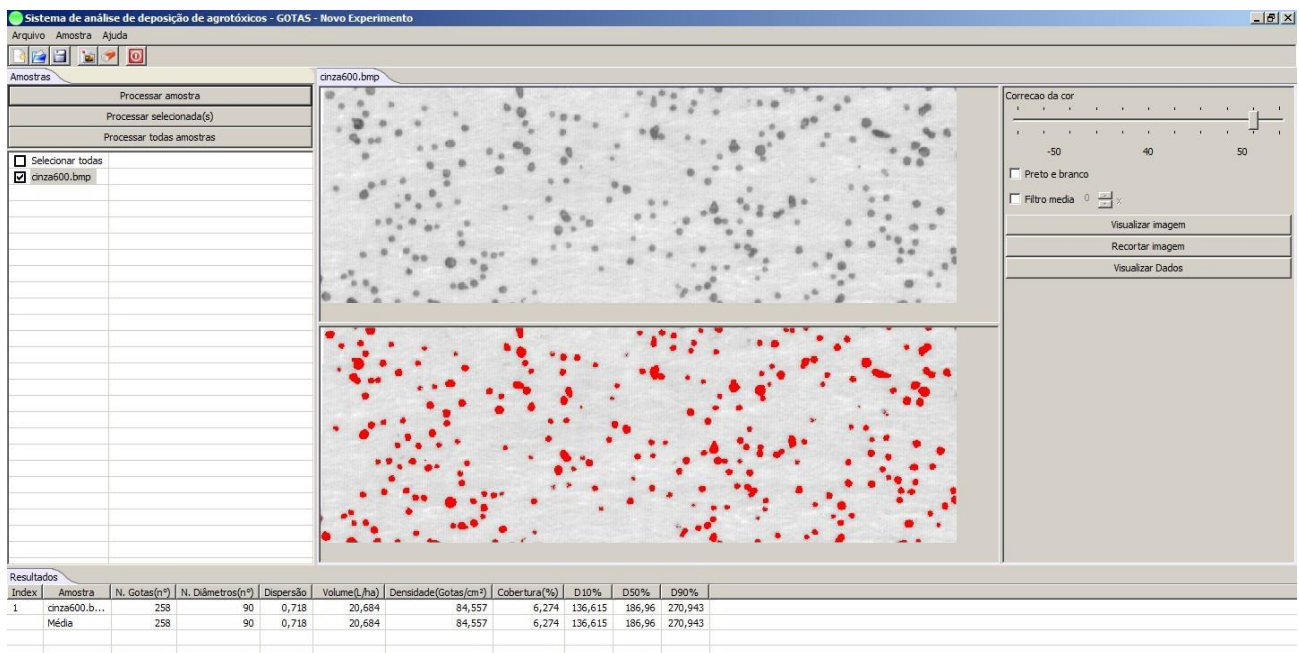 Sistema de análise de deposição de agrotóxicos - GOTAS - Novo Experimento
Arquivo Amostra Ajuda
Amostras
Processar amostra
Processar selecionada(s)
Processar todas amostras
Selecionar todas
cinza600.bmp
cinza600.bmp
Correcao da cor
-50 40 50
Preto e branco
Filtro media 0 x
Visualizar imagem
Recortar imagem
Visualizar Dados
Resultados
Index Amostra N. Gotas(nº) N. Diâmetros(nº) Dispersão Volume(L/ha) Densidade(Gotas/cm²) Cobertura(%) D10% D50% D90%
1 cinza600.b... 258 90 0,718 20,684 84,557 6,274 136,615 186,96 270,943
Média 258 90 0,718 20,684 84,557 6,274 136,615 186,96 270,943